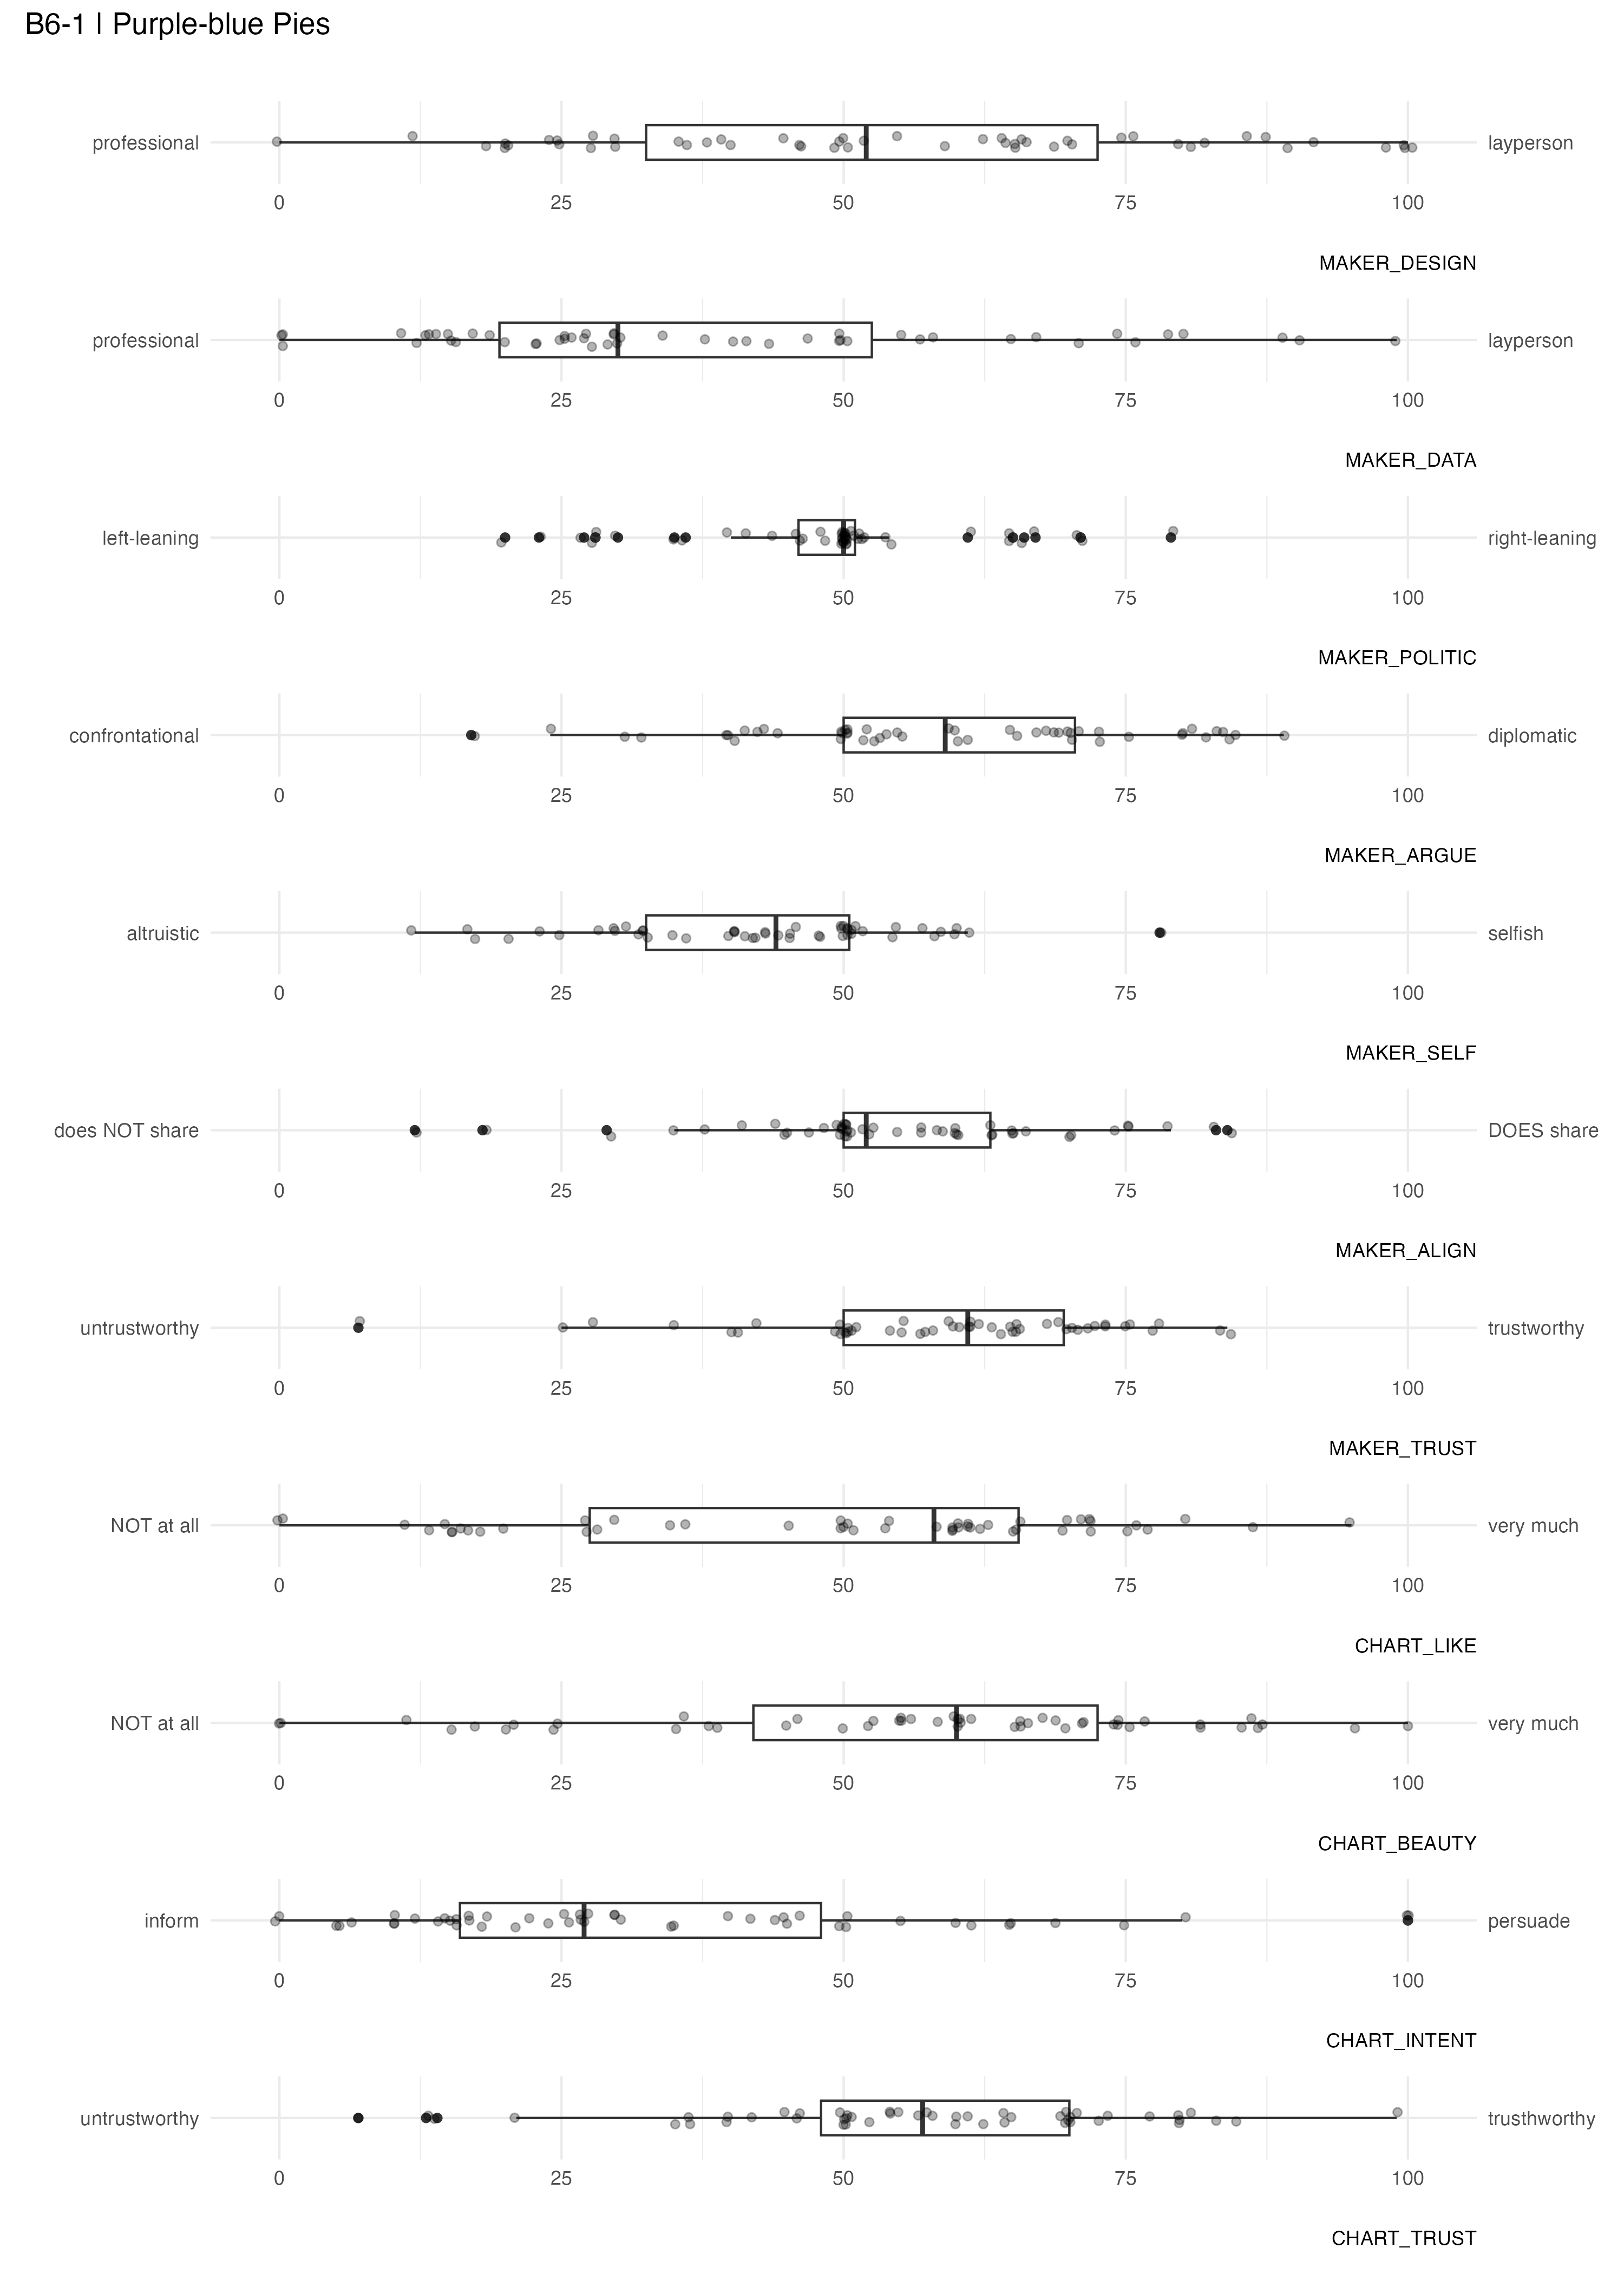 B6-1 | Purple-blue Pies
professional layperson
0 25 50 75 100
MAKER_DESIGN
professional layperson
0 25 50 75 100
MAKER_DATA
left-leaning right-leaning
0 25 50 75 100
MAKER_POLITIC
confrontational diplomatic
0 25 50 75 100
MAKER_ARGUE
altruistic selfish
0 25 50 75 100
MAKER_SELF
does NOT share DOES share
0 25 50 75 100
MAKER_ALIGN
untrustworthy trustworthy
0 25 50 75 100
MAKER_TRUST
NOT at all very much
0 25 50 75 100
CHART_LIKE
NOT at all very much
0 25 50 75 100
CHART_BEAUTY
inform persuade
0 25 50 75 100
CHART_INTENT
untrustworthy trusthworthy
0 25 50 75 100
CHART_TRUST